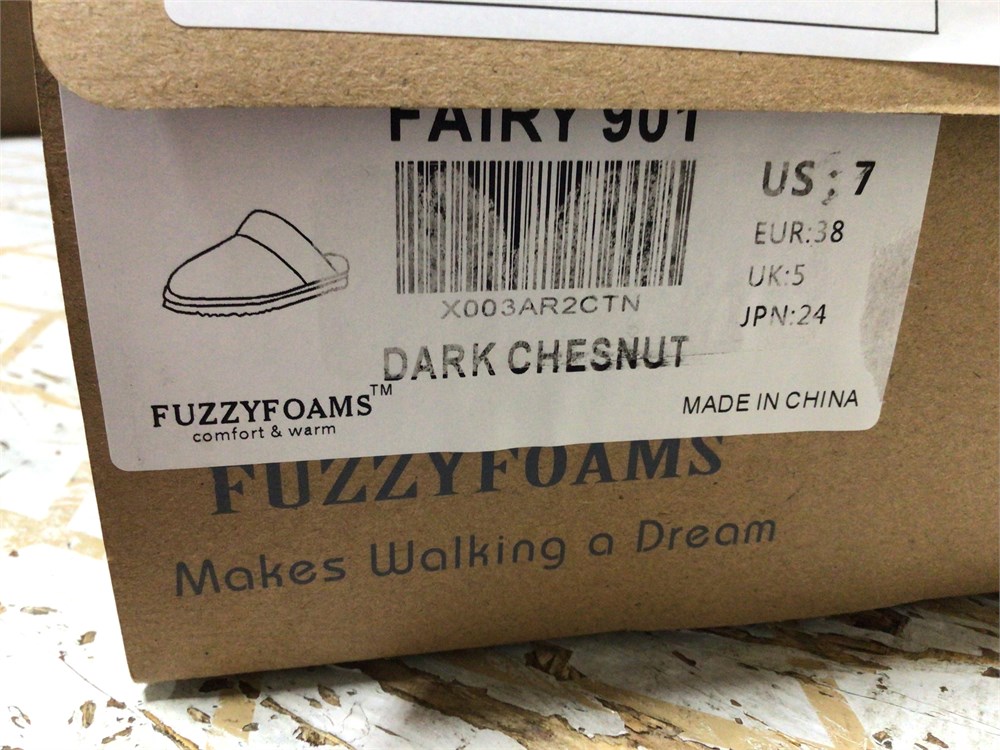 FAIRY 901
US: 7
EUR:38
UK:5
X003AR2CTN
JPN:24
DARK CHESNUT
FUZZYFOAMS™
comfort & warm
MADE IN CHINA
FUZZYFOAMS
Makes Walking a Dream